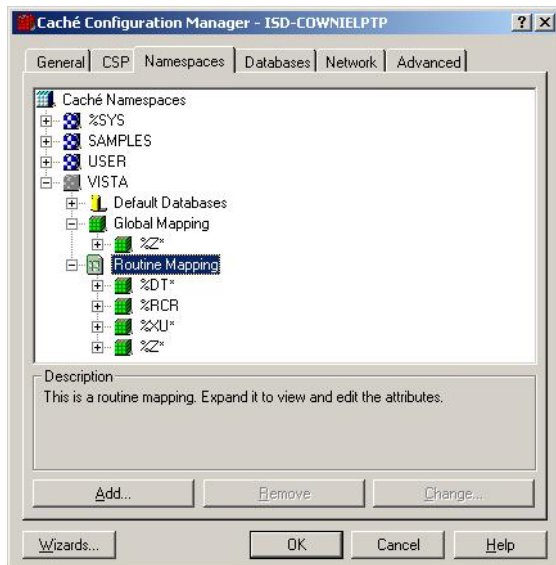 Caché Configuration Manager - ISD-COWNIELPTP
General CSP Namespaces Databases Network Advanced
Caché Namespaces
%SYS
SAMPLES
USER
VISTA
Default Databases
Global Mapping
%Z*
Routine Mapping
%DT*
%RCR
%XU*
%Z*
Description
This is a routine mapping. Expand it to view and edit the attributes.
Add... Remove Change...
Wizards... OK Cancel Help